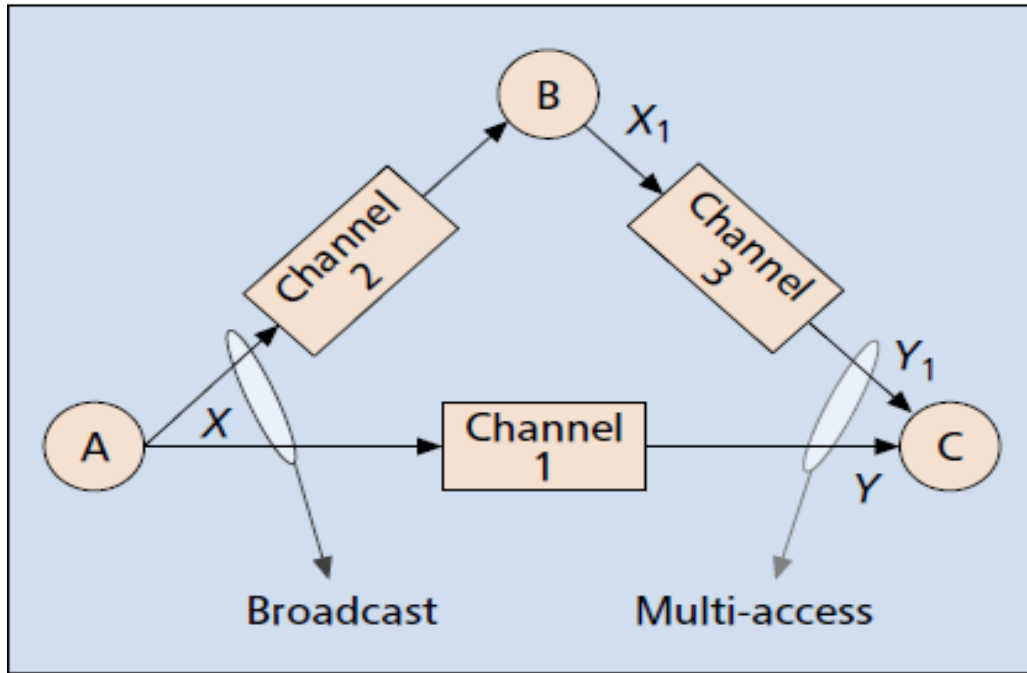 B
X1
Channel
2
Channel
3
Y1
A
X
Channel
1
C
Y
Broadcast
Multi-access